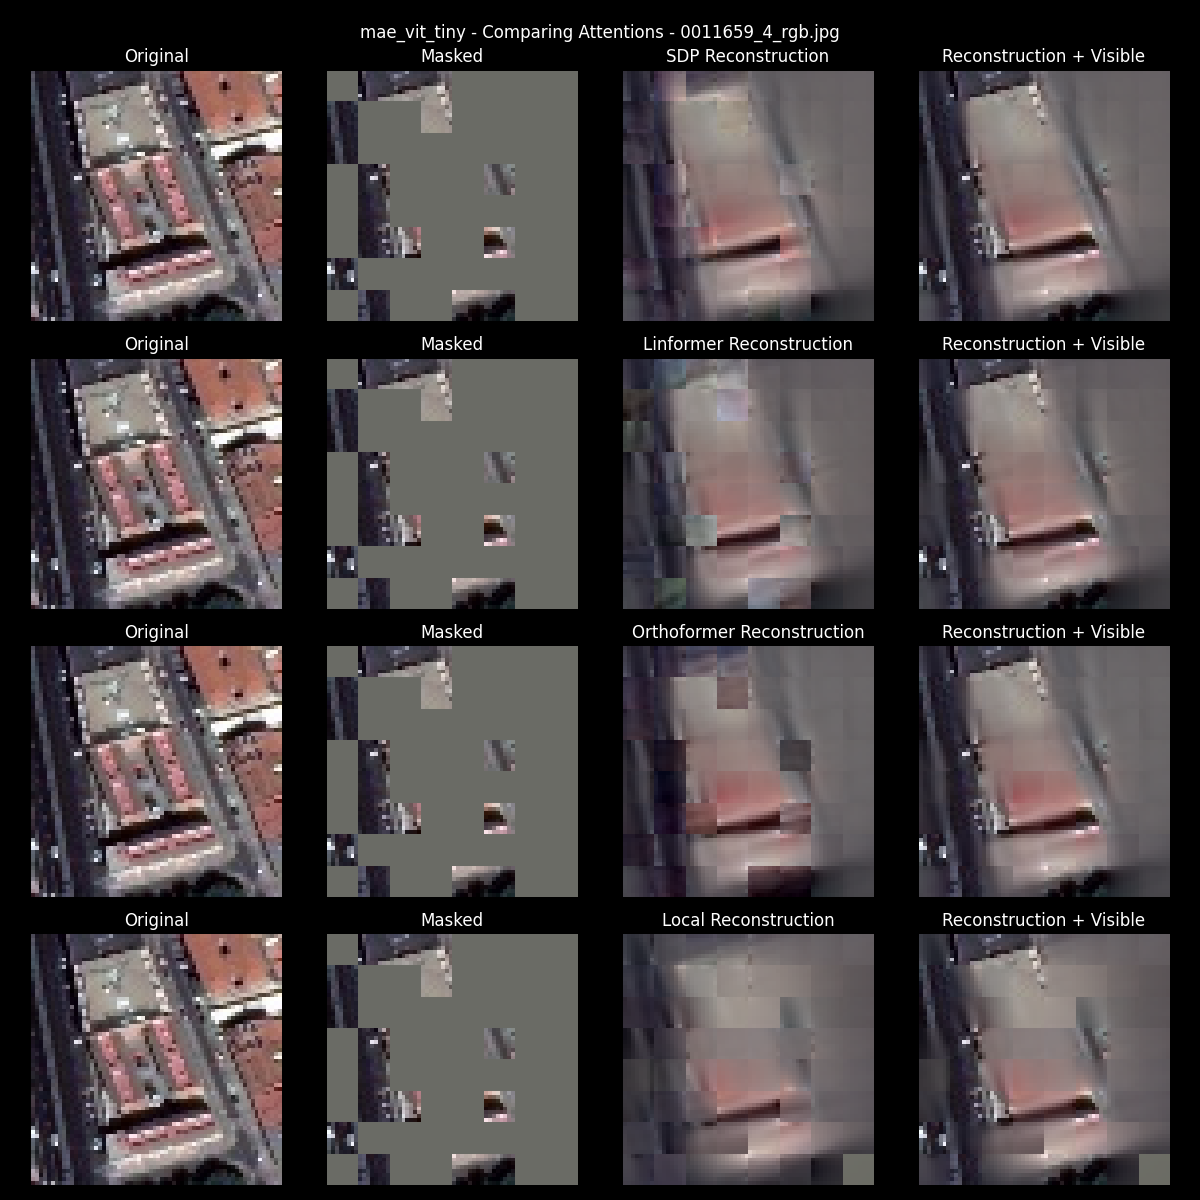 mae_vit_tiny - Comparing Attentions - 0011659_4_rgb.jpg
Original Masked SDP Reconstruction Reconstruction + Visible
Original Masked Linformer Reconstruction Reconstruction + Visible
Original Masked Orthoformer Reconstruction Reconstruction + Visible
Original Masked Local Reconstruction Reconstruction + Visible